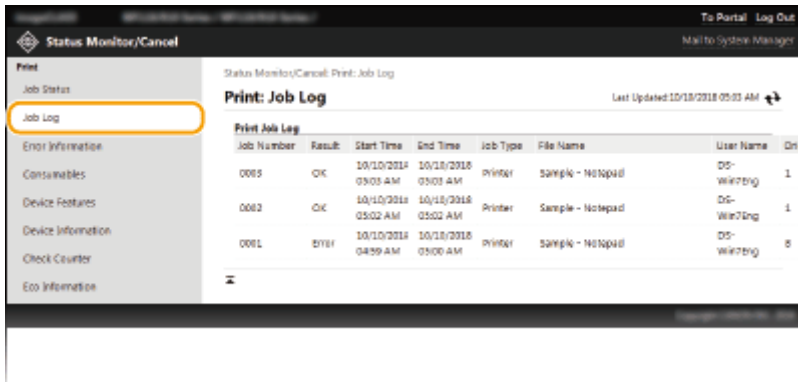 To Portal Log Out
Status Monitor/Cancel
Mail to System Manager
Print
Job Status
Job Log
Error Information
Consumables
Device Features
Device Information
Check Counter
Eco Information
Status Monitor/Cancel: Print: Job Log
Print: Job Log
Last Updated:10/10/2018 05:03 AM
Print Job Log
Job Number Result Start Time End Time Job Type File Name User Name Ori
0003 OK 10/10/2018 03:03 AM 10/10/2018 03:03 AM Printer Sample - Notepad DS-Win7Eng 1
0002 OK 10/10/2018 05:02 AM 10/10/2018 05:02 AM Printer Sample - Notepad DS-Win7Eng 1
0001 Error 10/10/2018 04:59 AM 10/10/2018 05:00 AM Printer Sample - Notepad DS-Win7Eng 8